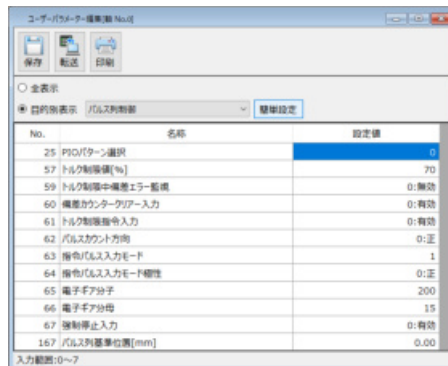 ユーザーパラメーター編集[軸 No.0]
保存 転送 印刷
全表示
目的別表示 パルス列制御 簡単設定
No. 名称 設定値
25 PIOパターン選択 0
57 トルク制限値[%] 70
59 トルク制限中偏差エラー監視 0:無効
60 偏差カウンタークリアー入力 0:有効
61 トルク制限指令入力 0:有効
62 パルスカウント方向 0:正
63 指令パルス入力モード 1
64 指令パルス入力モード極性 0:正
65 電子ギア分子 200
66 電子ギア分母 15
67 強制停止入力 0:有効
167 パルス列基準位置[mm] 0.00
入力範囲:0～7